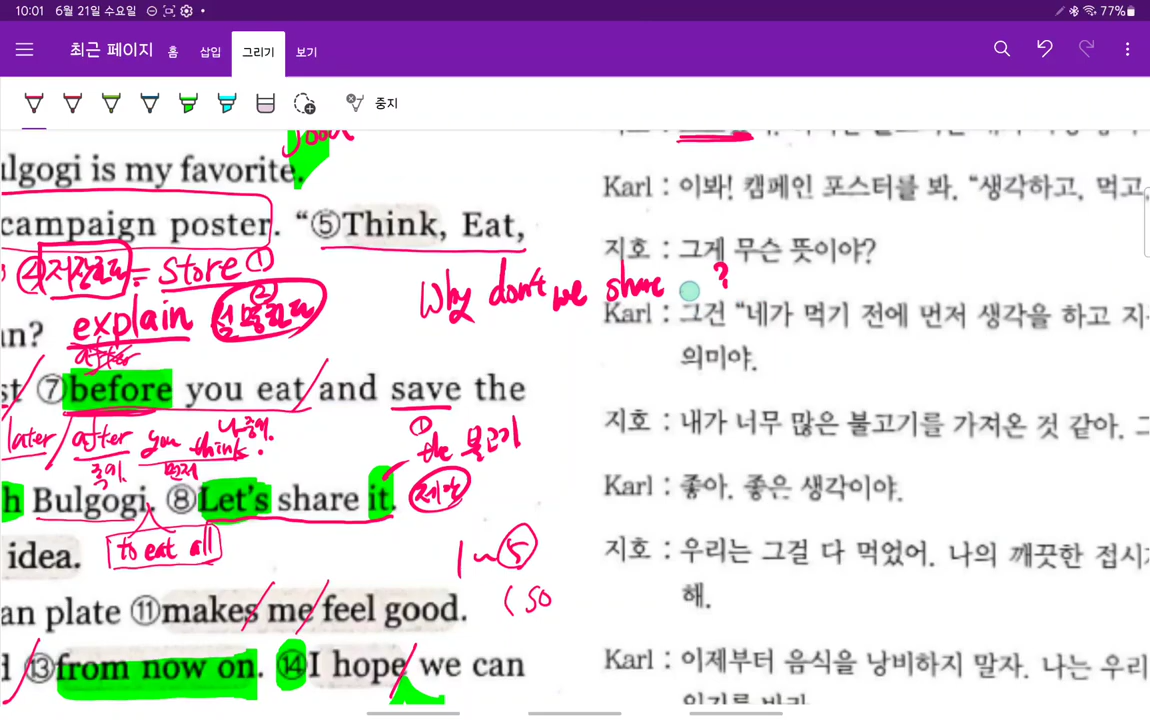 10:01 6월 21일 수요일 77%
최근 페이지 홈 삽입 그리기 보기
중지
ulgogi is my favorite.
campaign poster. “⑤Think, Eat,
② 저장하다 = store ①
an? explain 설명하다 ②
Why don't we share ?
after
st ⑦before you eat and save the
later after you think. 나중에.
먼저
① the 불고기
h Bulgogi. ⑧Let's share it. 제안
to eat all
idea.
1~⑤
an plate ⑪makes me feel good.
(so
d ⑬from now on. ⑭I hope we can
Karl : 이봐! 캠페인 포스터를 봐. “생각하고, 먹고,
지호 : 그게 무슨 뜻이야?
Karl : 그건 “네가 먹기 전에 먼저 생각을 하고 지
의미야.
지호 : 내가 너무 많은 불고기를 가져온 것 같아. 그
Karl : 좋아. 좋은 생각이야.
지호 : 우리는 그걸 다 먹었어. 나의 깨끗한 접시
해.
Karl : 이제부터 음식을 낭비하지 말자. 나는 우리
있기를 바라